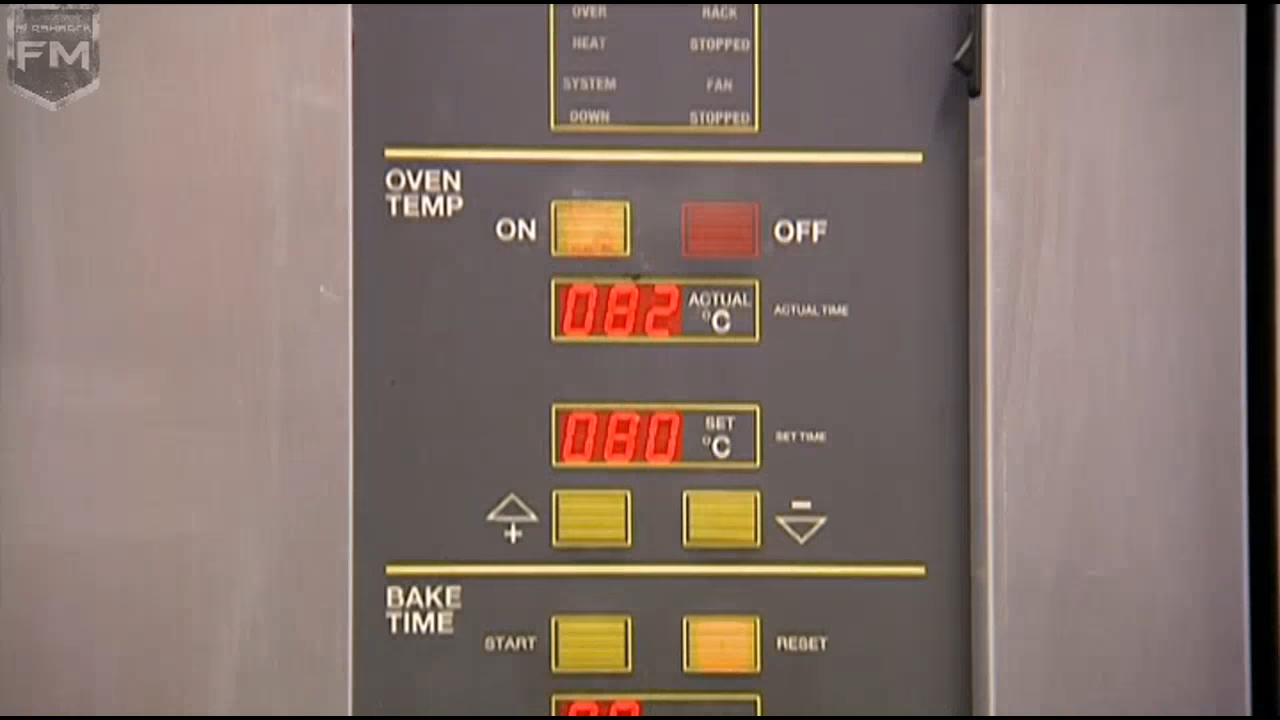 FM
OVER
HEAT
RACK
STOPPED
SYSTEM
DOWN
FAN
STOPPED
OVEN
TEMP
ON
OFF
082
ACTUAL
°C
ACTUAL TIME
080
SET
°C
SET TIME
+
-
BAKE
TIME
START
RESET